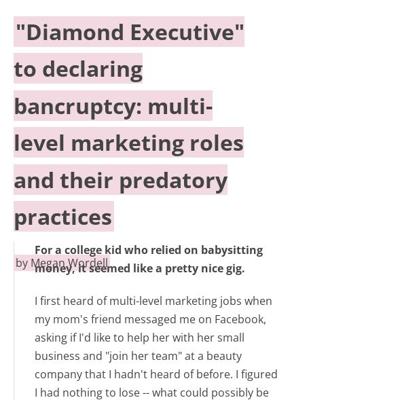 "Diamond Executive"
to declaring
bancruptcy: multi-
level marketing roles
and their predatory
practices
by Megan Wordell
For a college kid who relied on babysitting
money, it seemed like a pretty nice gig.
I first heard of multi-level marketing jobs when
my mom's friend messaged me on Facebook,
asking if I'd like to help her with her small
business and "join her team" at a beauty
company that I hadn't heard of before. I figured
I had nothing to lose -- what could possibly be